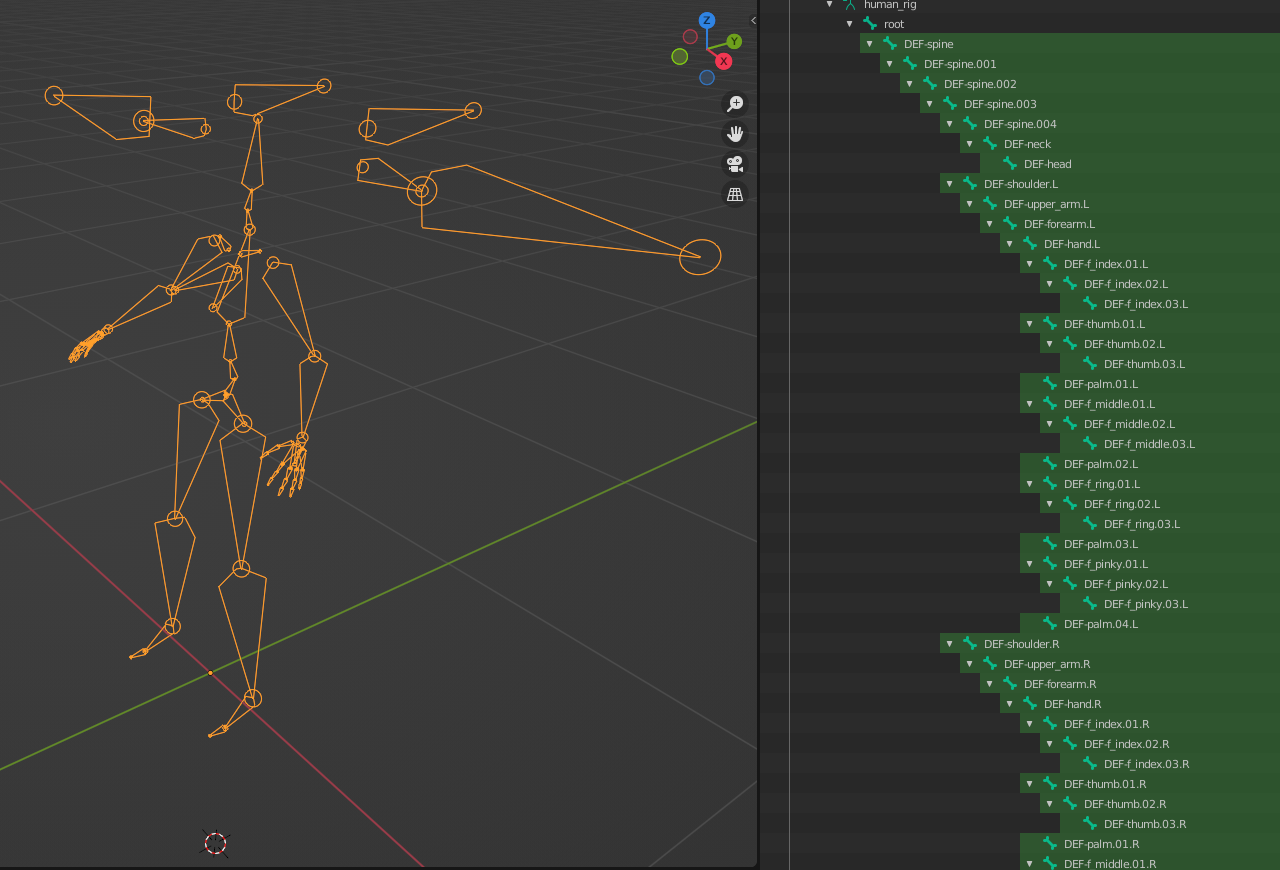 Z
Y
X
human_rig
root
DEF-spine
DEF-spine.001
DEF-spine.002
DEF-spine.003
DEF-spine.004
DEF-neck
DEF-head
DEF-shoulder.L
DEF-upper_arm.L
DEF-forearm.L
DEF-hand.L
DEF-f_index.01.L
DEF-f_index.02.L
DEF-f_index.03.L
DEF-thumb.01.L
DEF-thumb.02.L
DEF-thumb.03.L
DEF-palm.01.L
DEF-f_middle.01.L
DEF-f_middle.02.L
DEF-f_middle.03.L
DEF-palm.02.L
DEF-f_ring.01.L
DEF-f_ring.02.L
DEF-f_ring.03.L
DEF-palm.03.L
DEF-f_pinky.01.L
DEF-f_pinky.02.L
DEF-f_pinky.03.L
DEF-palm.04.L
DEF-shoulder.R
DEF-upper_arm.R
DEF-forearm.R
DEF-hand.R
DEF-f_index.01.R
DEF-f_index.02.R
DEF-f_index.03.R
DEF-thumb.01.R
DEF-thumb.02.R
DEF-thumb.03.R
DEF-palm.01.R
DEF-f_middle.01.R